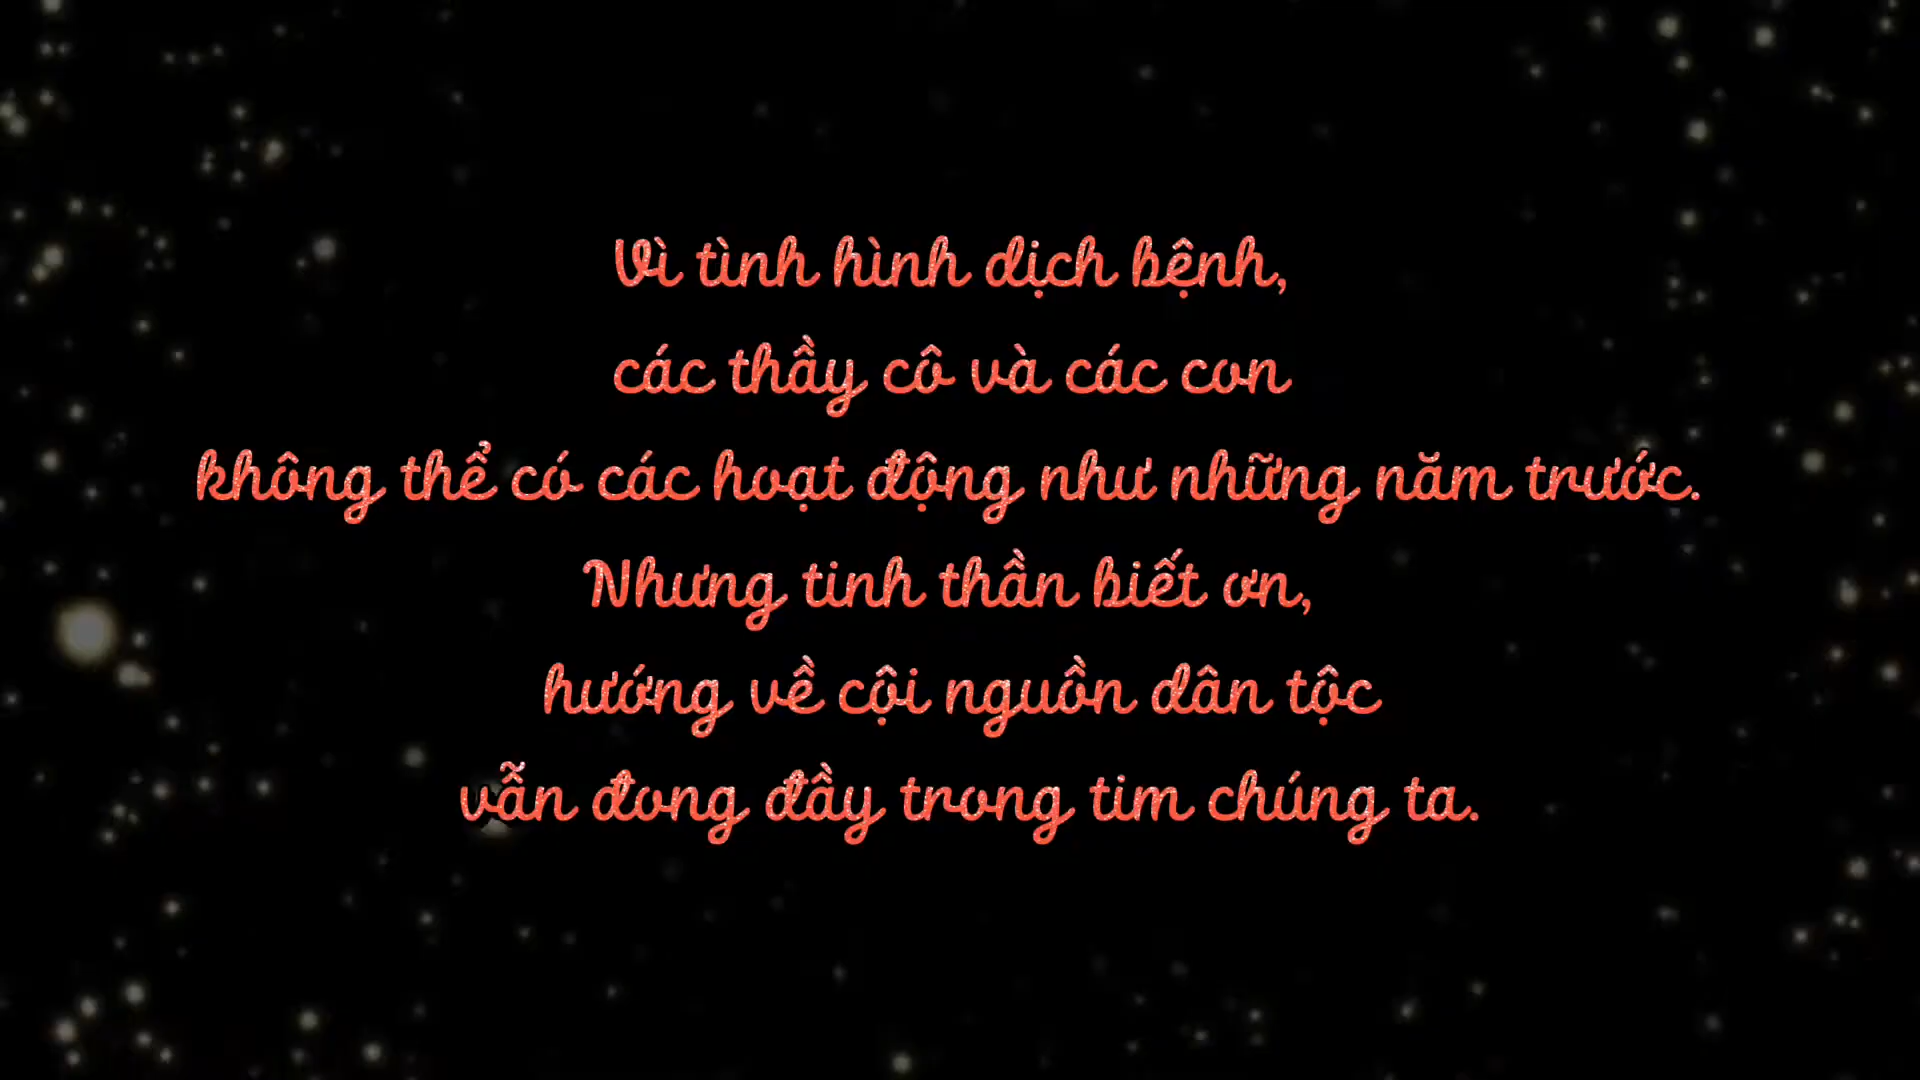 Vì tình hình dịch bệnh,
các thầy cô và các con
không thể có các hoạt động như những năm trước.
Nhưng tinh thần biết ơn,
hướng về cội nguồn dân tộc
vẫn đong đầy trong tim chúng ta.